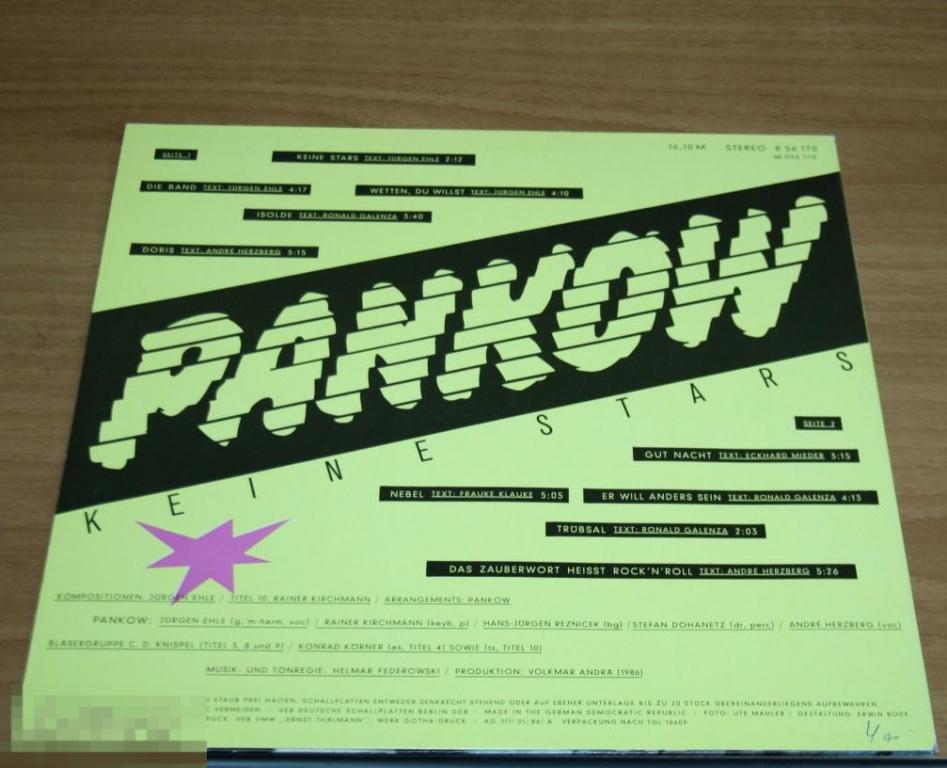 SEITE 1
KEINE STARS TEXT: JÜRGEN EHLE 2:12
16,10 M STEREO 8 56 170
056 170
DIE BAND TEXT: JÜRGEN EHLE 4:17
WETTEN, DU WILLST TEXT: JÜRGEN EHLE 4:10
ISOLDE TEXT: RONALD GALENZA 3:40
DORIS TEXT: ANDRÉ HERZBERG 5:15
PANKOW
KEINE STARS
SEITE 2
GUT NACHT TEXT: ECKHARD MIEDER 3:15
NEBEL TEXT: FRAUKE KLAUKE 5:05
ER WILL ANDERS SEIN TEXT: RONALD GALENZA 4:13
TRÜBSAL TEXT: RONALD GALENZA 2:03
DAS ZAUBERWORT HEISST ROCK'N'ROLL TEXT: ANDRÉ HERZBERG 5:26
KOMPOSITIONEN: JÜRGEN EHLE / TITEL 10: RAINER KIRCHMANN / ARRANGEMENTS: PANKOW
PANKOW: JÜRGEN EHLE (g, m-harm, voc) / RAINER KIRCHMANN (keyb, p) / HANS-JÜRGEN REZNICEK (bg) / STEFAN DOHANETZ (dr, perc) / ANDRÉ HERZBERG (voc)
BLÄSERGRUPPE C. D. KNISPEL (TITEL 3, 8 und 9) / KONRAD KÖRNER (as, TITEL 4) SOWIE (ts, TITEL 10)
MUSIK- UND TONREGIE: HELMAR FEDEROWSKI / PRODUKTION: VOLKMAR ANDRÄ (1986)
STAUB FREI HALTEN. SCHALLPLATTEN ENTWEDER SENKRECHT STEHEND ODER AUF EBENER UNTERLAGE BIS ZU 20 STÜCK ÜBEREINANDERLIEGEND AUFBEWAHREN.
VERMEIDEN. · VEB DEUTSCHE SCHALLPLATTEN BERLIN DDR · MADE IN THE GERMAN DEMOCRATIC REPUBLIC · FOTO: UTE MAHLER / GESTALTUNG: ERWIN BODE,
VEB VMW „ERNST THÄLMANN", WERK GOTHA-DRUCK · AG 511/01/86/A VERPACKUNG NACH TGL 10609